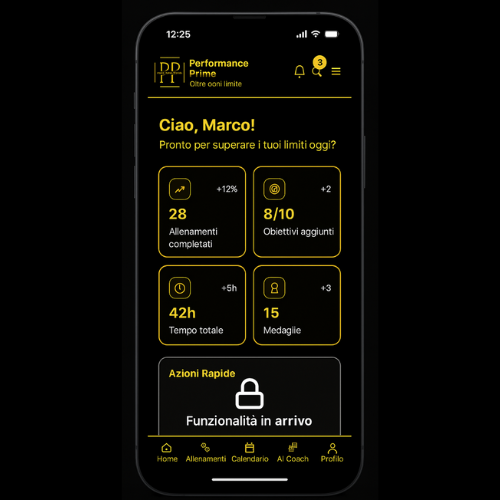 12:25
PP
Performance
Prime
Oltre ogni limite
3
Ciao, Marco!
Pronto per superare i tuoi limiti oggi?
+12%
28
Allenamenti
completati
+2
8/10
Obiettivi aggiunti
+5h
42h
Tempo totale
+3
15
Medaglie
Azioni Rapide
Funzionalità in arrivo
Home Allenamenti Calendario AI Coach Profilo